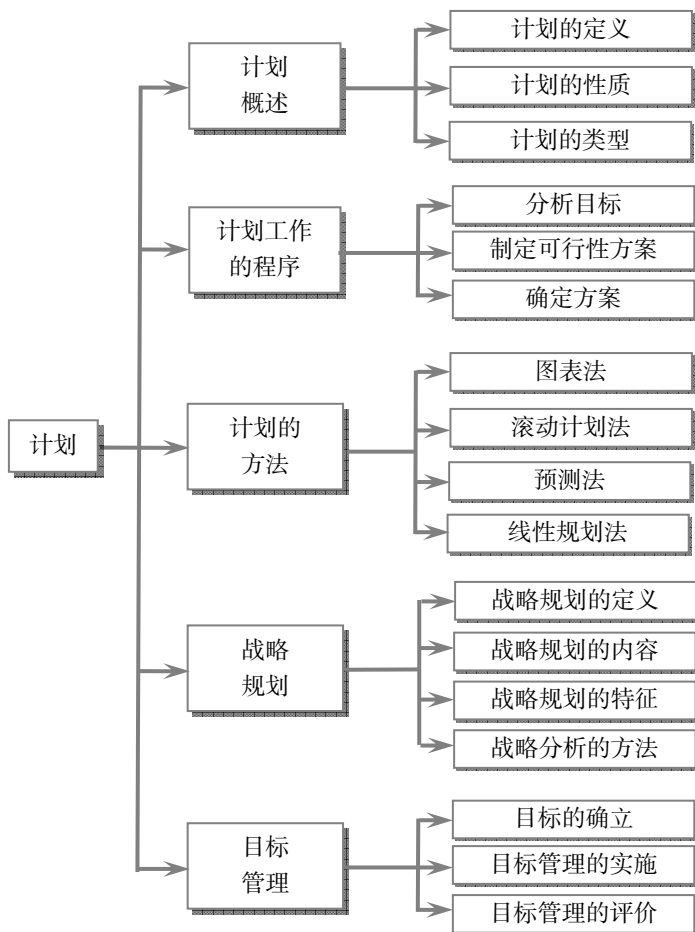 计划
计划
概述
计划的定义
计划的性质
计划的类型
计划工作
的程序
分析目标
制定可行性方案
确定方案
计划的
方法
图表法
滚动计划法
预测法
线性规划法
战略
规划
战略规划的定义
战略规划的内容
战略规划的特征
战略分析的方法
目标
管理
目标的确立
目标管理的实施
目标管理的评价